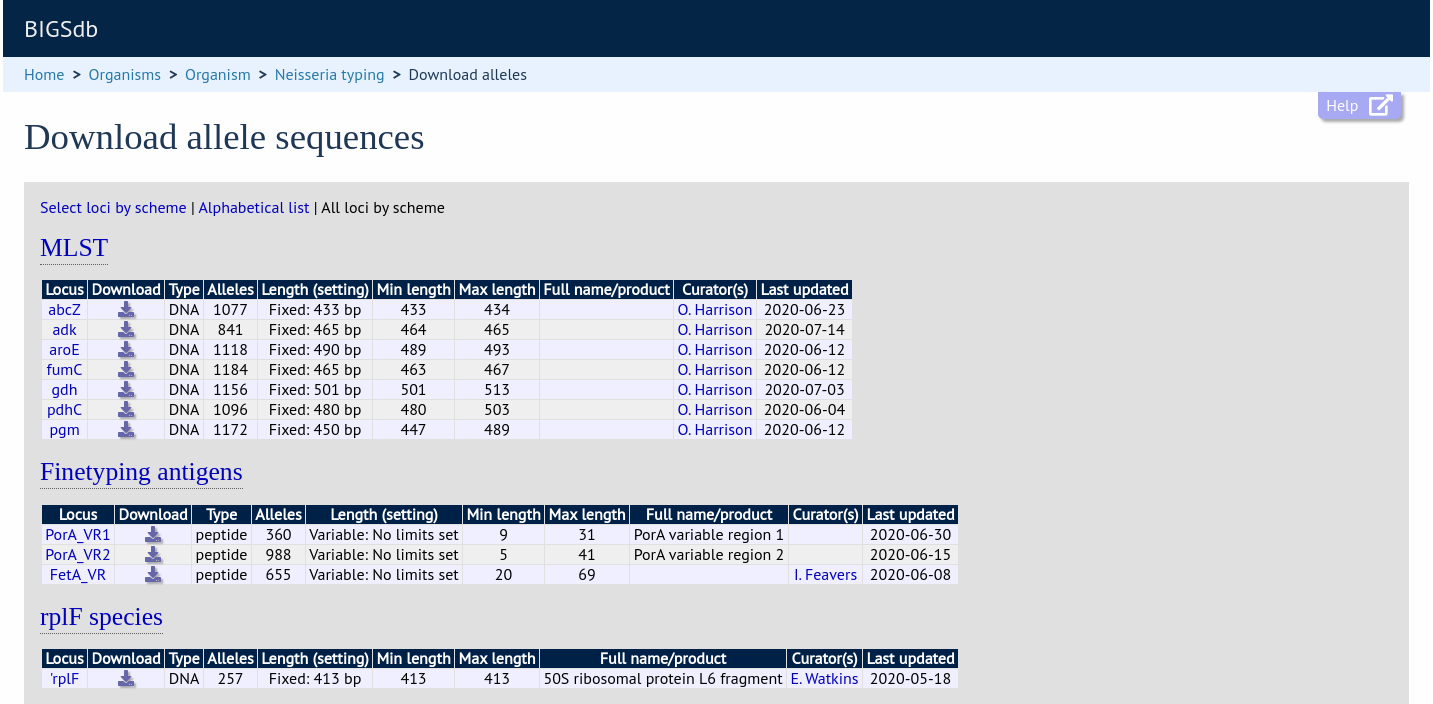 BIGSdb
Home > Organisms > Organism > Neisseria typing > Download alleles
Help
Download allele sequences
Select loci by scheme | Alphabetical list | All loci by scheme
MLST
Locus Download Type Alleles Length (setting) Min length Max length Full name/product Curator(s) Last updated
abcZ DNA 1077 Fixed: 433 bp 433 434 O. Harrison 2020-06-23
adk DNA 841 Fixed: 465 bp 464 465 O. Harrison 2020-07-14
aroE DNA 1118 Fixed: 490 bp 489 493 O. Harrison 2020-06-12
fumC DNA 1184 Fixed: 465 bp 463 467 O. Harrison 2020-06-12
gdh DNA 1156 Fixed: 501 bp 501 513 O. Harrison 2020-07-03
pdhC DNA 1096 Fixed: 480 bp 480 503 O. Harrison 2020-06-04
pgm DNA 1172 Fixed: 450 bp 447 489 O. Harrison 2020-06-12
Finetyping antigens
Locus Download Type Alleles Length (setting) Min length Max length Full name/product Curator(s) Last updated
PorA_VR1 peptide 360 Variable: No limits set 9 31 PorA variable region 1 2020-06-30
PorA_VR2 peptide 988 Variable: No limits set 5 41 PorA variable region 2 2020-06-15
FetA_VR peptide 655 Variable: No limits set 20 69 I. Feavers 2020-06-08
rplF species
Locus Download Type Alleles Length (setting) Min length Max length Full name/product Curator(s) Last updated
'rplF DNA 257 Fixed: 413 bp 413 413 50S ribosomal protein L6 fragment E. Watkins 2020-05-18